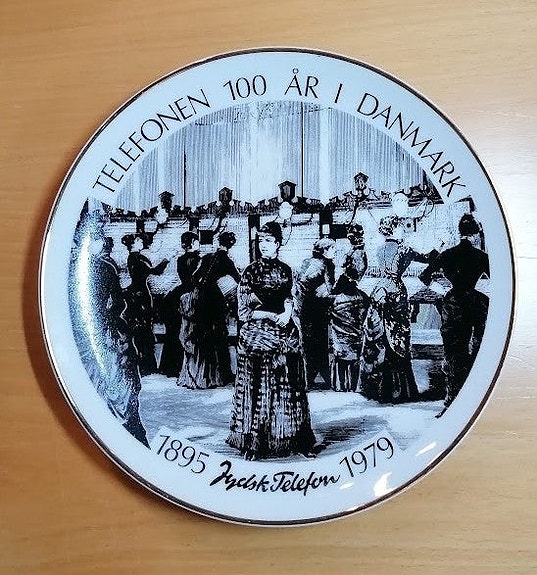 TELEFONEN 100 ÅR I DANMARK
1895 Jydsk Telefon 1979